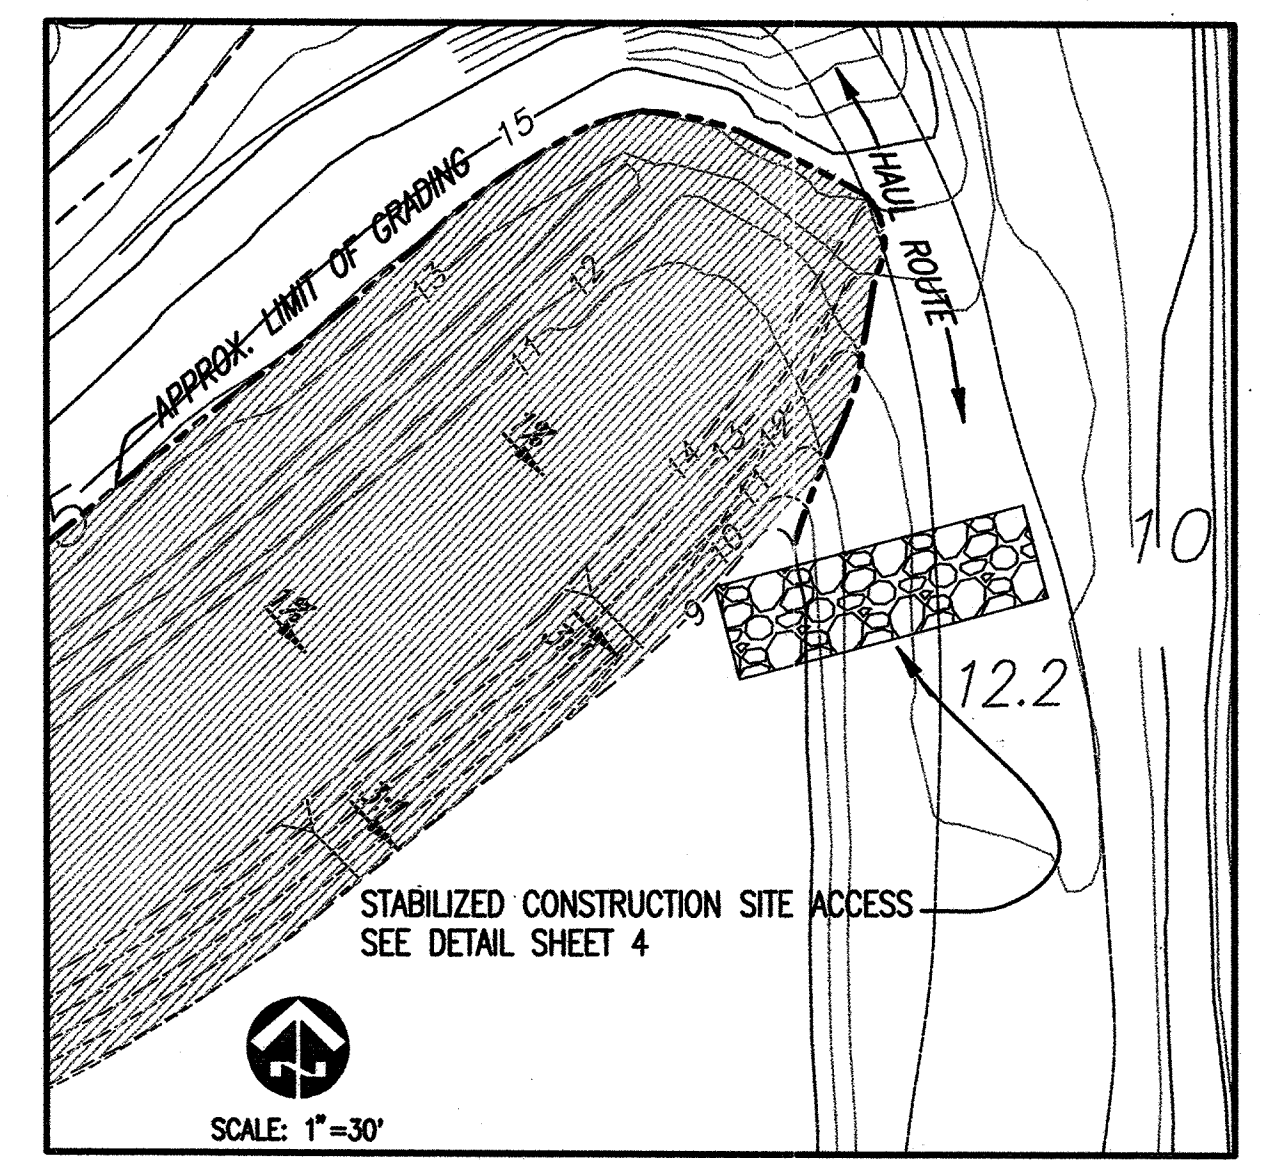 HAUL ROUTE
15
APPROX. LIMIT OF GRADING
13
12
11
1%
14
13
12
11
10
10
9
1%
3:1
12.2
3:1
STABILIZED CONSTRUCTION SITE ACCESS
SEE DETAIL SHEET 4
N
SCALE: 1"=30'